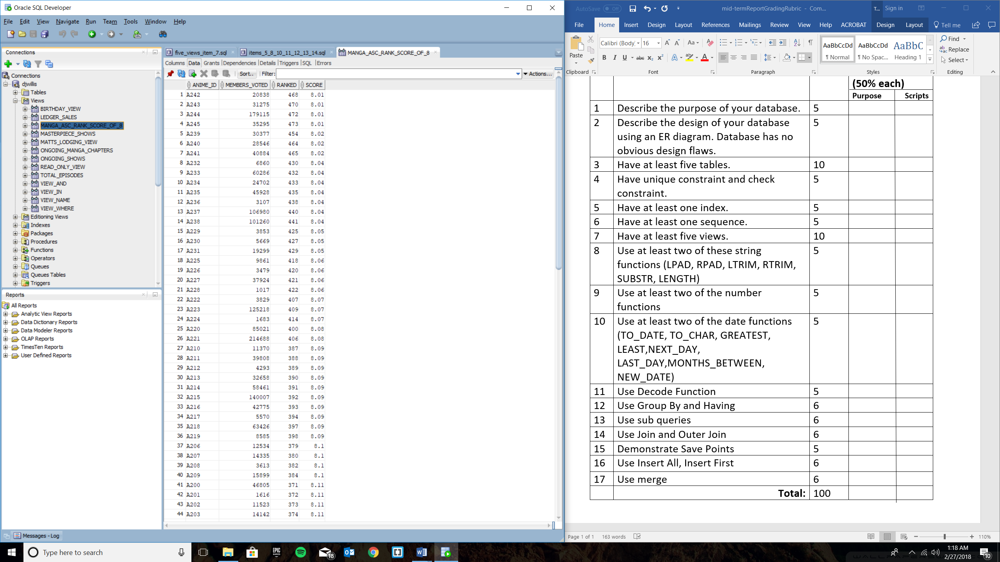 Oracle SQL Developer
File Edit View Navigate Run Team Tools Window Help
Connections
Connections
djwillis
Tables
Views
BIRTHDAY_VIEW
LEDGER_SALES
MANGA_ASC_RANK_SCORE_OF_8
MASTERPIECE_SHOWS
MATTS_LODGING_VIEW
ONGOING_MANGA_CHAPTERS
ONGOING_SHOWS
READ_ONLY_VIEW
TOTAL_EPISODES
VIEW_AND
VIEW_IN
VIEW_NAME
VIEW_WHERE
Editioning Views
Indexes
Packages
Procedures
Functions
Operators
Queues
Queues Tables
Triggers
Reports
All Reports
Analytic View Reports
Data Dictionary Reports
Data Modeler Reports
OLAP Reports
TimesTen Reports
User Defined Reports
Messages - Log
five_views_item_7.sql items_5_8_10_11_12_13_14.sql MANGA_ASC_RANK_SCORE_OF_8
Columns Data Grants Dependencies Details Triggers SQL Errors
Sort.. Filter: Actions...
ANIME_ID MEMBERS_VOTED RANKED SCORE
1 A242 20838 468 8.01
2 A243 31275 470 8.01
3 A244 179115 472 8.01
4 A245 35295 473 8.01
5 A239 30377 454 8.02
6 A240 28546 464 8.02
7 A241 40884 465 8.02
8 A232 6860 430 8.04
9 A233 60286 432 8.04
10 A234 24702 433 8.04
11 A235 45928 435 8.04
12 A236 3107 438 8.04
13 A237 106980 440 8.04
14 A238 101260 441 8.04
15 A229 3853 425 8.05
16 A230 5669 427 8.05
17 A231 19299 429 8.05
18 A225 9861 418 8.06
19 A226 3479 420 8.06
20 A227 37924 421 8.06
21 A228 1017 422 8.06
22 A222 3829 407 8.07
23 A223 125218 409 8.07
24 A224 1683 414 8.07
25 A220 85021 400 8.08
26 A221 214688 406 8.08
27 A210 11370 387 8.09
28 A211 39808 388 8.09
29 A212 4293 389 8.09
30 A213 32658 390 8.09
31 A214 58461 391 8.09
32 A215 140007 392 8.09
33 A216 42775 393 8.09
34 A217 5570 394 8.09
35 A218 63426 397 8.09
36 A219 8585 398 8.09
37 A206 12534 379 8.1
38 A207 14335 380 8.1
39 A208 3613 382 8.1
40 A209 15899 384 8.1
41 A200 46805 371 8.11
42 A201 1616 372 8.11
43 A202 11523 373 8.11
44 A203 14142 374 8.11
AutoSave Off mid-termReportGradingRubric - Com... T... Sign in
File Home Insert Design Layout References Mailings Review View Help ACROBAT Design Layout Tell me
Paste
Calibri (Body) 16
AaBbCcDd AaBbCcDd AaBbC
¶ Normal ¶ No Spac... Heading 1
Find
Replace
Select
Clipboard Font Paragraph Styles Editing
(50% each)
Purpose Scripts
1 Describe the purpose of your database. 5
2 Describe the design of your database 5
using an ER diagram. Database has no
obvious design flaws.
3 Have at least five tables. 10
4 Have unique constraint and check 5
constraint.
5 Have at least one index. 5
6 Have at least one sequence. 5
7 Have at least five views. 10
8 Use at least two of these string 5
functions (LPAD, RPAD, LTRIM, RTRIM,
SUBSTR, LENGTH)
9 Use at least two of the number 5
functions
10 Use at least two of the date functions 5
(TO_DATE, TO_CHAR, GREATEST,
LEAST,NEXT_DAY,
LAST_DAY,MONTHS_BETWEEN,
NEW_DATE)
11 Use Decode Function 5
12 Use Group By and Having 6
13 Use sub queries 6
14 Use Join and Outer Join 6
15 Demonstrate Save Points 5
16 Use Insert All, Insert First 6
17 Use merge 6
Total: 100
Page 1 of 1 163 words 110%
Type here to search
EPIC GAMES
18
1:18 AM
2/27/2018
10